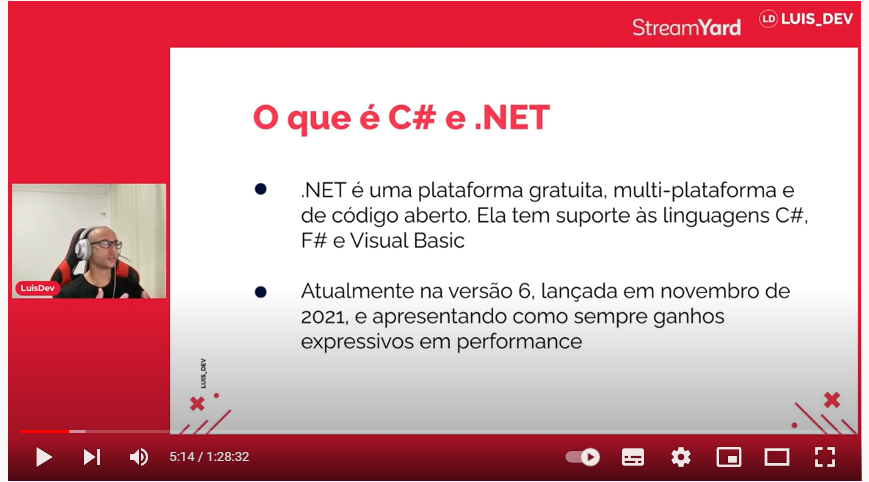 StreamYard
LD LUIS_DEV
O que é C# e .NET
.NET é uma plataforma gratuita, multi-plataforma e
de código aberto. Ela tem suporte às linguagens C#,
F# e Visual Basic
LuisDev
Atualmente na versão 6, lançada em novembro de
2021, e apresentando como sempre ganhos
expressivos em performance
LUIS_DEV
5:14 / 1:28:32